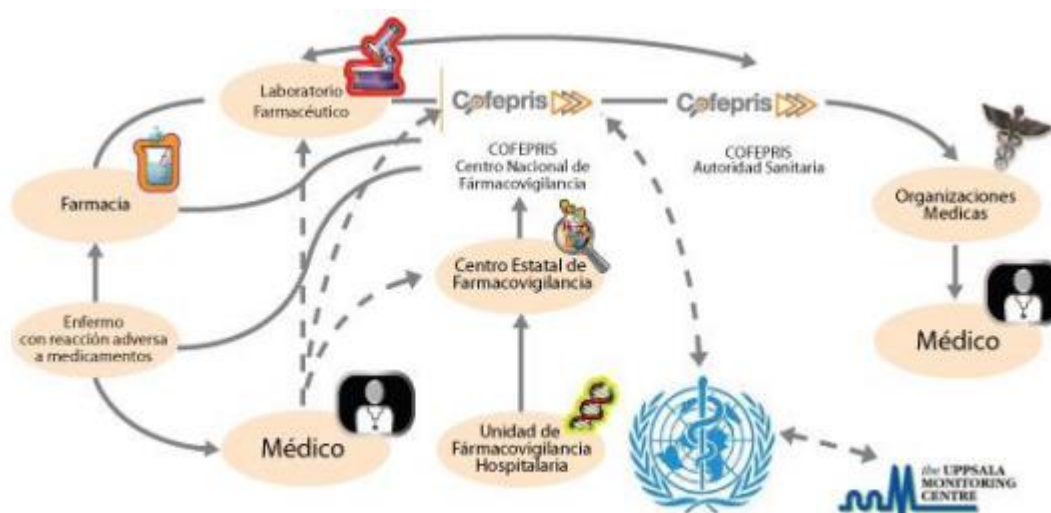 Laboratorio
Farmacéutico
Cofepris
Cofepris
COFEPRIS
Centro Nacional de
Fármacovigilancia
COFEPRIS
Autoridad Sanitaria
Farmacia
Organizaciones
Medicas
Centro Estatal de
Farmacovigilancia
Enfermo
con reacción adversa
a medicamentos
Médico
Médico
Unidad de
Fármacovigilancia
Hospitalaria
the UPPSALA
MONITORING
CENTRE